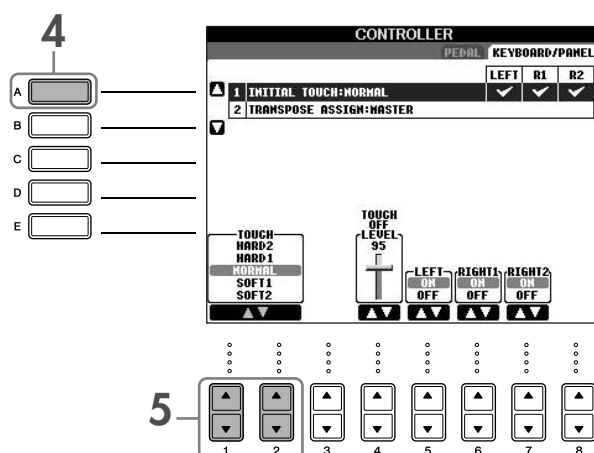 4
CONTROLLER
PEDAL KEYBOARD/PANEL
LEFT R1 R2
A
1 INITIAL TOUCH:NORMAL
2 TRANSPOSE ASSIGN:MASTER
B
C
D
E
TOUCH
OFF
LEVEL
95
TOUCH
HARD2
HARD1
NORMAL
SOFT1
SOFT2
LEFT RIGHT1 RIGHT2
ON ON ON
OFF OFF OFF
5
1 2 3 4 5 6 7 8